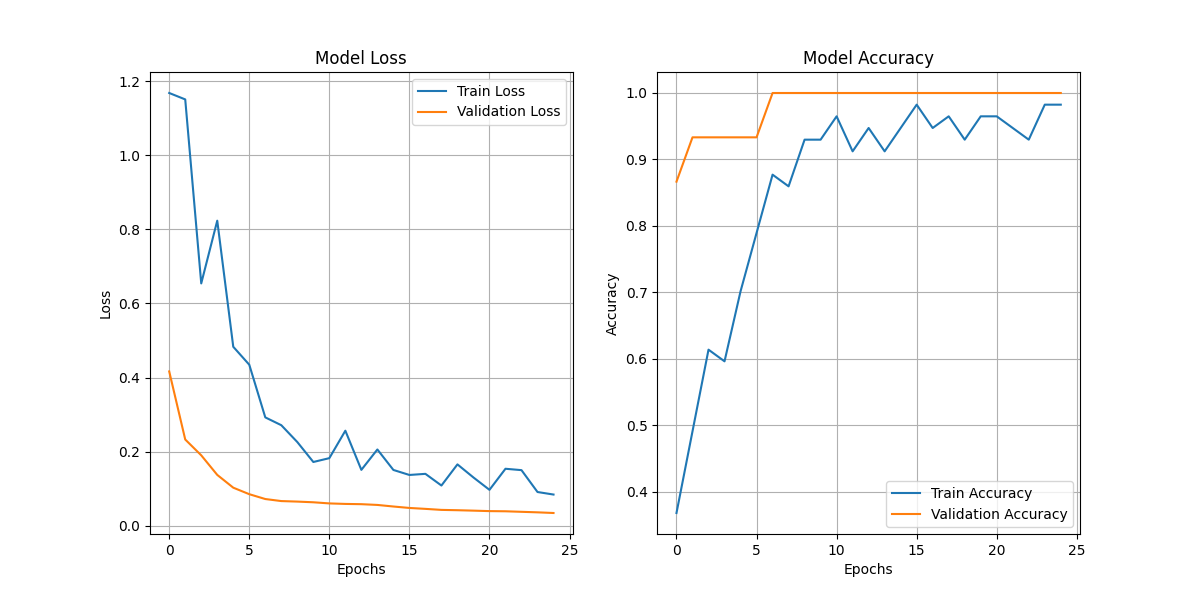 Model Loss
1.2
1.0
0.8
0.6
0.4
0.2
0.0
Loss
Train Loss
Validation Loss
0 5 10 15 20 25
Epochs
Model Accuracy
1.0
0.9
0.8
0.7
0.6
0.5
0.4
Accuracy
Train Accuracy
Validation Accuracy
0 5 10 15 20 25
Epochs